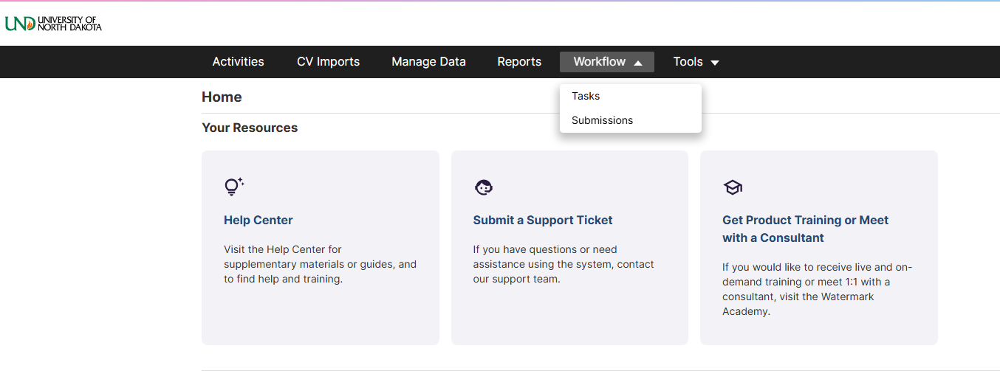 UND UNIVERSITY OF
NORTH DAKOTA
Activities CV Imports Manage Data Reports Workflow Tools
Home
Tasks
Submissions
Your Resources
Help Center
Visit the Help Center for
supplementary materials or guides, and
to find help and training.
Submit a Support Ticket
If you have questions or need
assistance using the system, contact
our support team.
Get Product Training or Meet
with a Consultant
If you would like to receive live and on-
demand training or meet 1:1 with a
consultant, visit the Watermark
Academy.